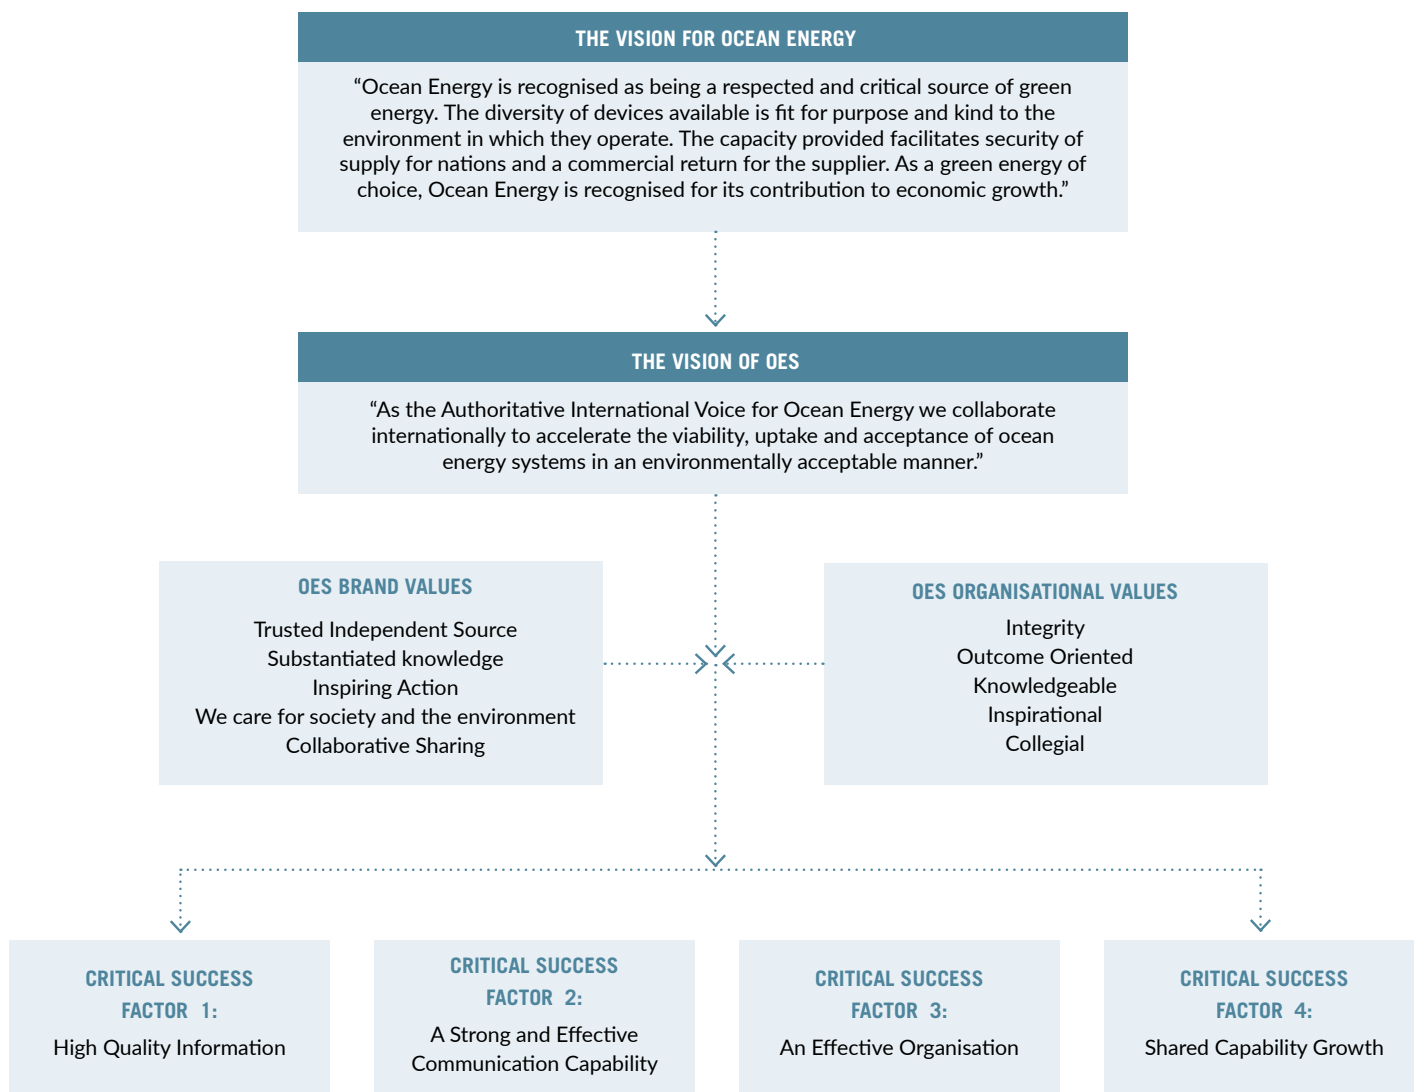 THE VISION FOR OCEAN ENERGY
“Ocean Energy is recognised as being a respected and critical source of green
energy. The diversity of devices available is fit for purpose and kind to the
environment in which they operate. The capacity provided facilitates security of
supply for nations and a commercial return for the supplier. As a green energy of
choice, Ocean Energy is recognised for its contribution to economic growth.”
THE VISION OF OES
“As the Authoritative International Voice for Ocean Energy we collaborate
internationally to accelerate the viability, uptake and acceptance of ocean
energy systems in an environmentally acceptable manner.”
OES BRAND VALUES
Trusted Independent Source
Substantiated knowledge
Inspiring Action
We care for society and the environment
Collaborative Sharing
OES ORGANISATIONAL VALUES
Integrity
Outcome Oriented
Knowledgeable
Inspirational
Collegial
CRITICAL SUCCESS
FACTOR 1:
High Quality Information
CRITICAL SUCCESS
FACTOR 2:
A Strong and Effective
Communication Capability
CRITICAL SUCCESS
FACTOR 3:
An Effective Organisation
CRITICAL SUCCESS
FACTOR 4:
Shared Capability Growth